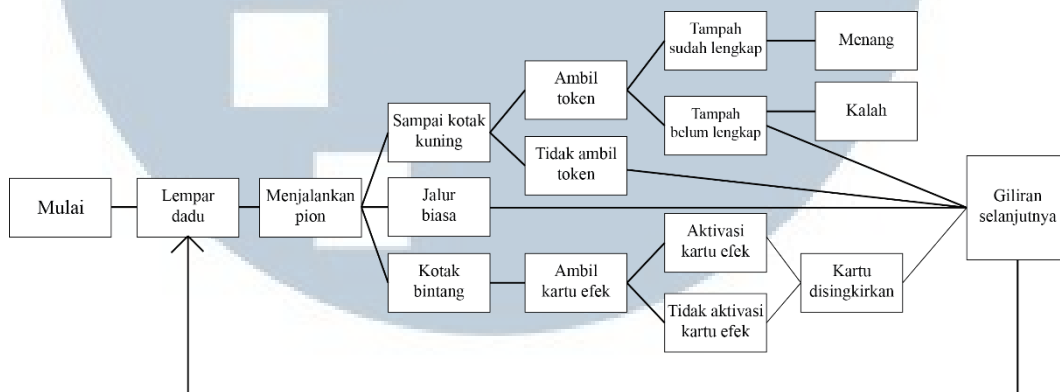 Mulai
Lempar
dadu
Menjalankan
pion
Sampai kotak
kuning
Jalur
biasa
Kotak
bintang
Ambil
token
Tidak ambil
token
Ambil
kartu efek
Tampah
sudah lengkap
Tampah
belum lengkap
Aktivasi
kartu efek
Tidak aktivasi
kartu efek
Menang
Kalah
Kartu
disingkirkan
Giliran
selanjutnya